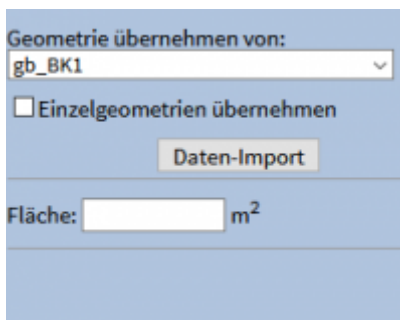 Geometrie übernehmen von:
gb_BK1
Einzelgeometrien übernehmen
Daten-Import
Fläche: m²